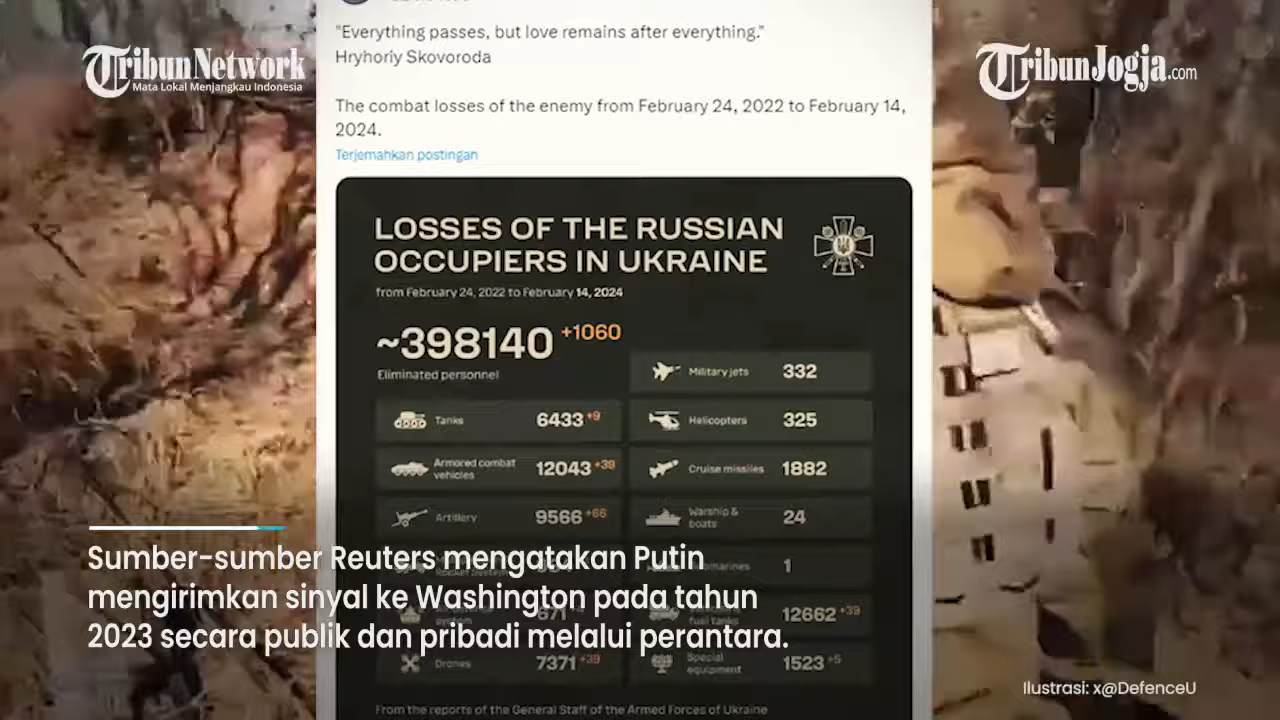 TribunNetwork
Mata Lokal Menjangkau Indonesia
TribunJogja.com
"Everything passes, but love remains after everything."
Hryhoriy Skovoroda
The combat losses of the enemy from February 24, 2022 to February 14,
2024.
Terjemahkan postingan
LOSSES OF THE RUSSIAN
OCCUPIERS IN UKRAINE
from February 24, 2022 to February 14, 2024
~398140 +1060
Eliminated personnel
Military jets 332
Tanks 6433 +9
Helicopters 325
Armored combat
vehicles 12043 +39
Cruise missiles 1882
Artillery 9566 +66
Warship &
boats 24
1
12662 +39
fuel tanks
system
Drones 7371 +39
Special
equipment 1523 +5
From the reports of the General Staff of the Armed Forces of Ukraine
Sumber-sumber Reuters mengatakan Putin
mengirimkan sinyal ke Washington pada tahun
2023 secara publik dan pribadi melalui perantara.
Ilustrasi: x@DefenceU